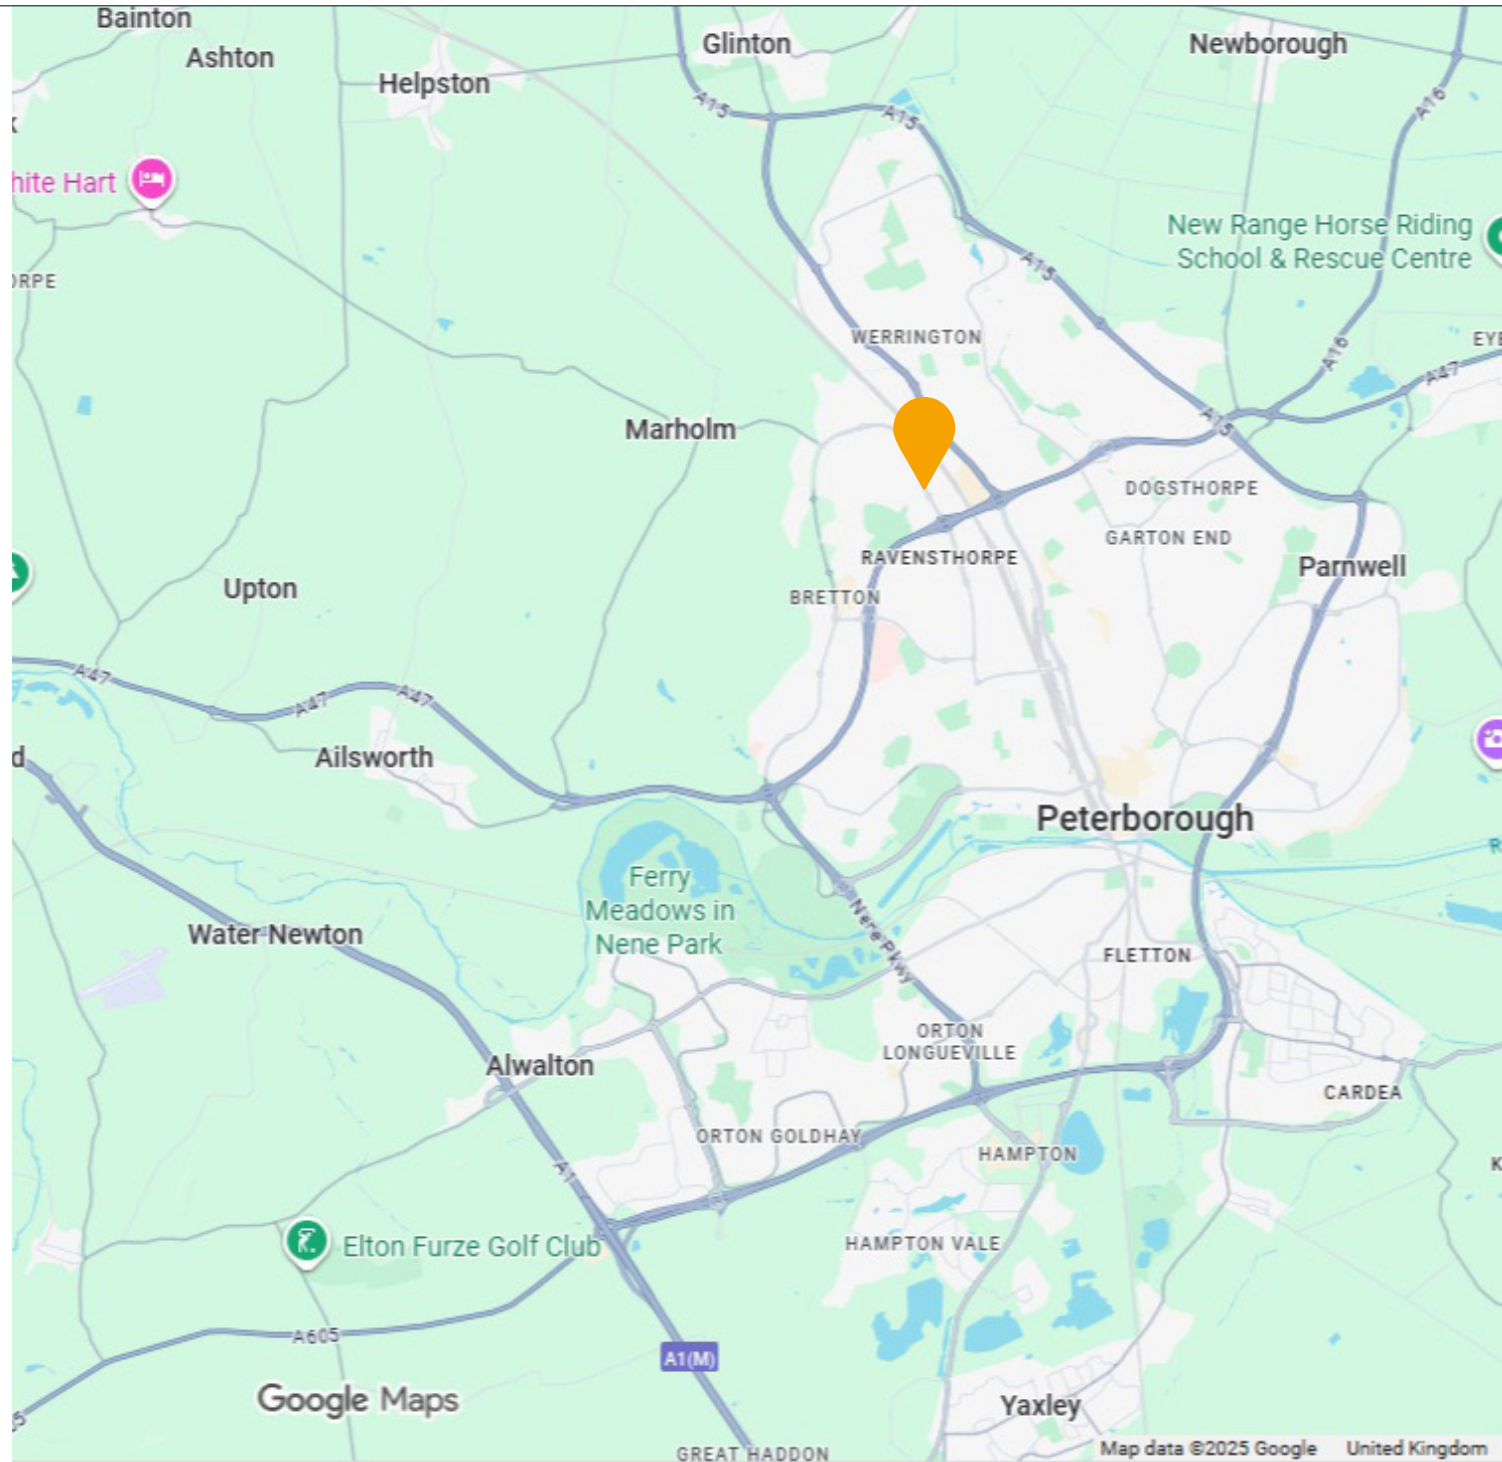 Bainton
Ashton
Helpston
Glinton
Newborough
A15
A15
A16
hite Hart
New Range Horse Riding
School & Rescue Centre
A15
ORPE
WERRINGTON
A16
EYE
A47
Marholm
A15
DOGSTHORPE
GARTON END
RAVENSTHORPE
Parnwell
Upton
BRETTON
A47
A47
A47
Ailsworth
d
Peterborough
Ferry
Meadows in
Nene Park
Nene Pkwy
Water Newton
FLETTON
ORTON
LONGUEVILLE
Alwalton
CARDEA
ORTON GOLDHAY
HAMPTON
A1
K
Elton Furze Golf Club
HAMPTON VALE
A605
A1(M)
Google Maps
Yaxley
GREAT HADDON
Map data ©2025 Google
United Kingdom